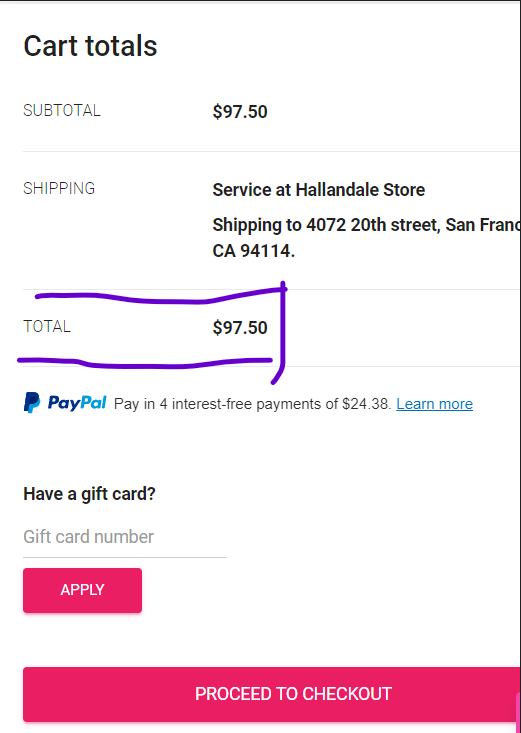 Cart totals
SUBTOTAL $97.50
SHIPPING Service at Hallandale Store
Shipping to 4072 20th street, San Franc
CA 94114.
TOTAL $97.50
PayPal Pay in 4 interest-free payments of $24.38. Learn more
Have a gift card?
Gift card number
APPLY
PROCEED TO CHECKOUT